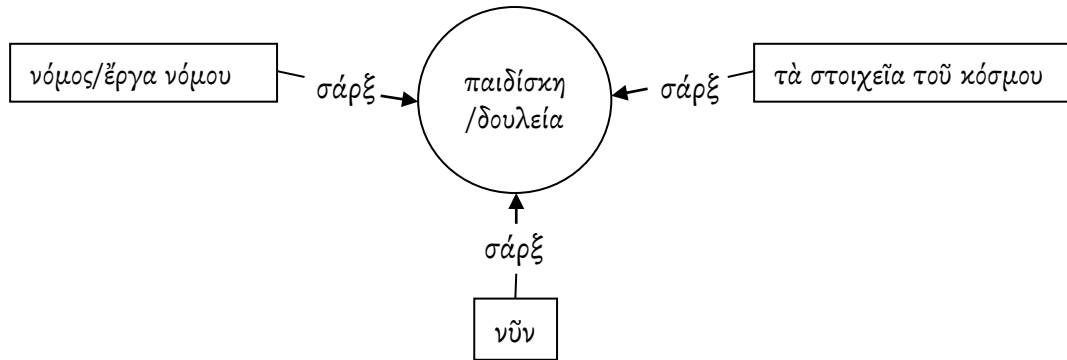 νόμος/ἔργα νόμου
σάρξ
παιδίσκη
/δουλεία
σάρξ
τὰ στοιχεῖα τοῦ κόσμου
σάρξ
νῦν